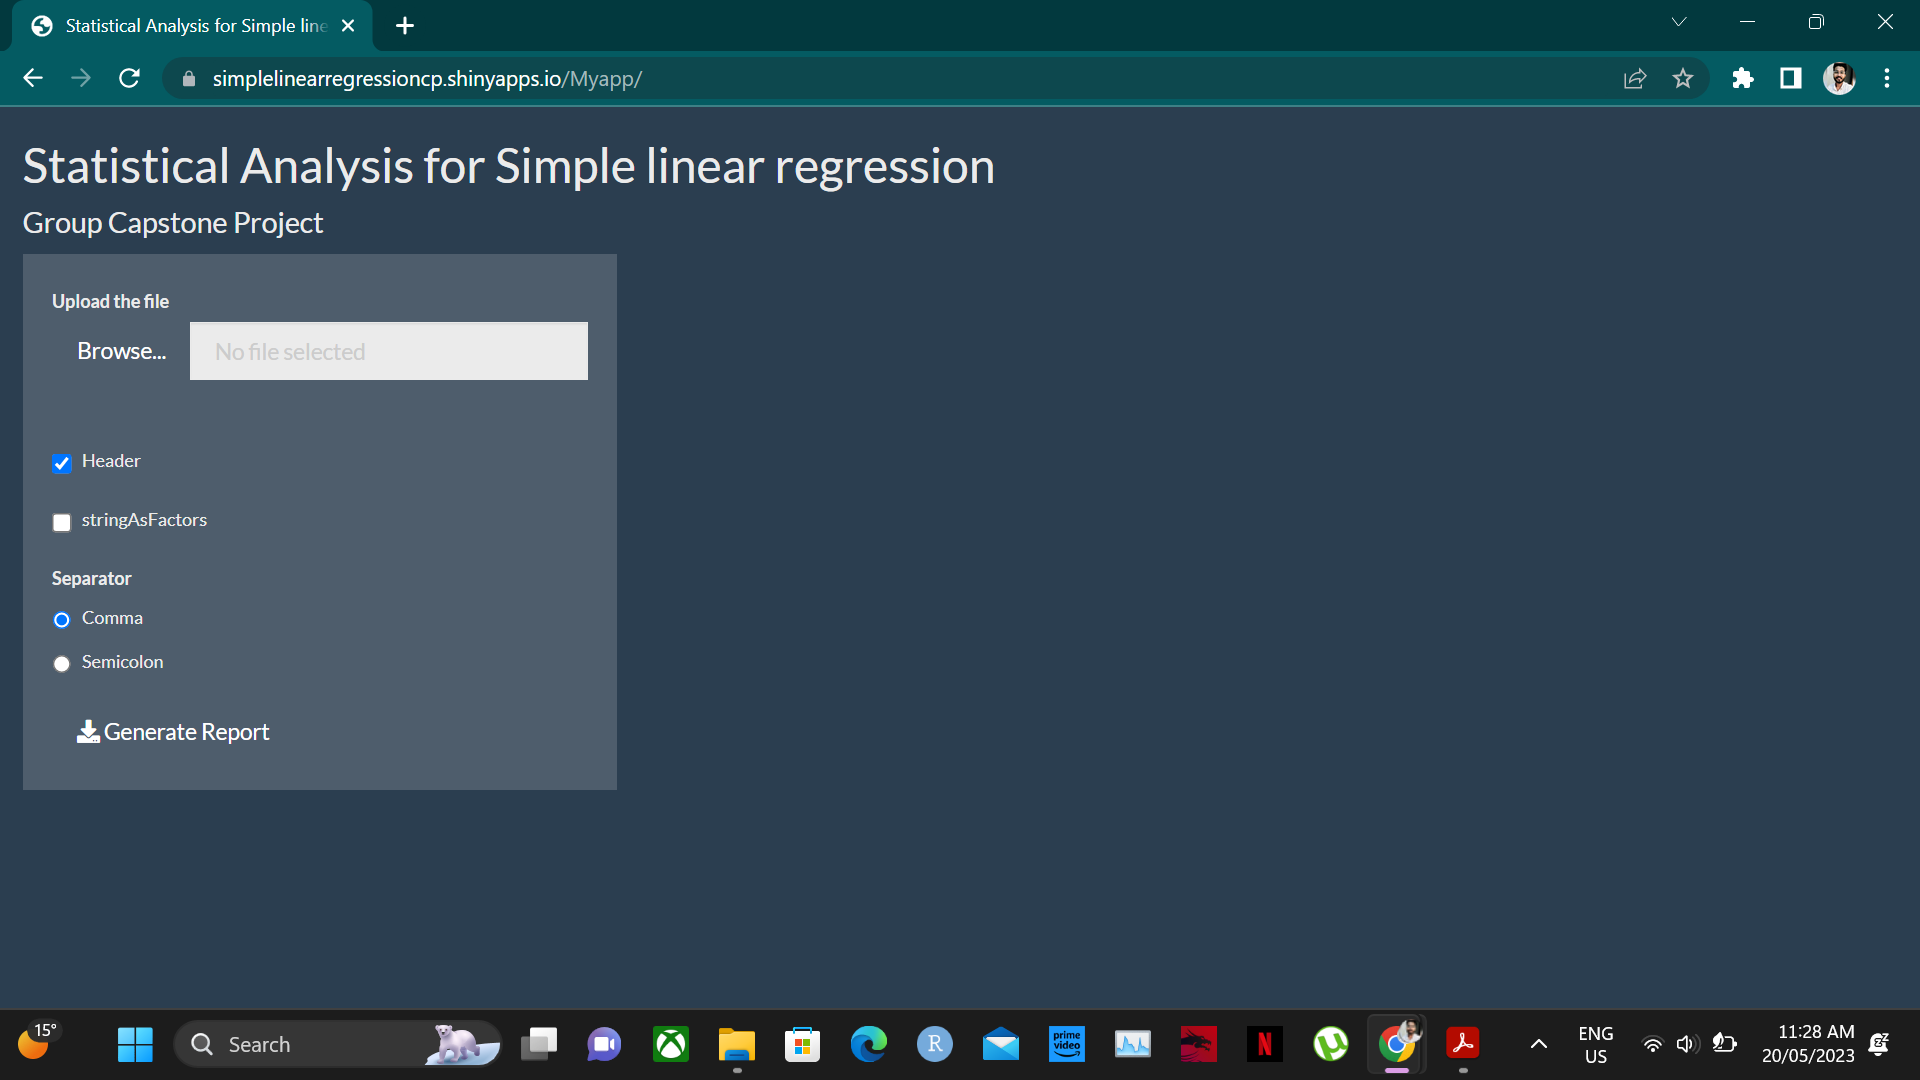 Statistical Analysis for Simple line
simplelinearregressioncp.shinyapps.io/Myapp/
Statistical Analysis for Simple linear regression
Group Capstone Project
Upload the file
Browse...
No file selected
Header
stringAsFactors
Separator
Comma
Semicolon
Generate Report
15°
Search
R
prime
video
N
ENG
US
11:28 AM
20/05/2023